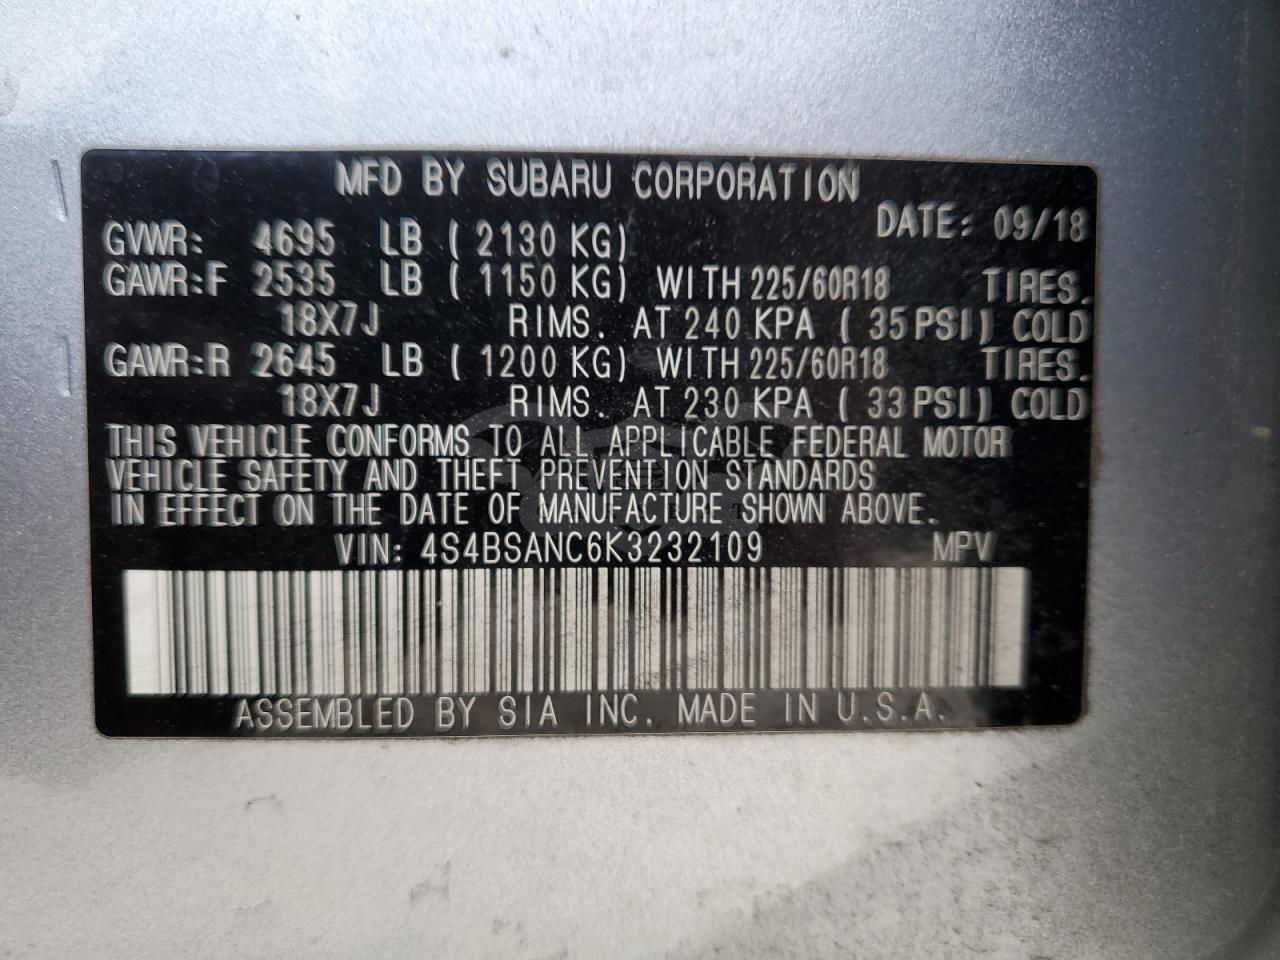 MFD BY SUBARU CORPORATION
DATE: 09/18
GVWR: 4695 LB ( 2130 KG)
GAWR:F 2535 LB ( 1150 KG) WITH 225/60R18 TIRES.
18X7J RIMS. AT 240 KPA ( 35 PSI) COLD
GAWR:R 2645 LB ( 1200 KG) WITH 225/60R18 TIRES.
18X7J RIMS. AT 230 KPA ( 33 PSI) COLD
THIS VEHICLE CONFORMS TO ALL APPLICABLE FEDERAL MOTOR
VEHICLE SAFETY AND THEFT PREVENTION STANDARDS
IN EFFECT ON THE DATE OF MANUFACTURE SHOWN ABOVE.
VIN: 4S4BSANC6K3232109 MPV
ASSEMBLED BY SIA INC. MADE IN U.S.A.